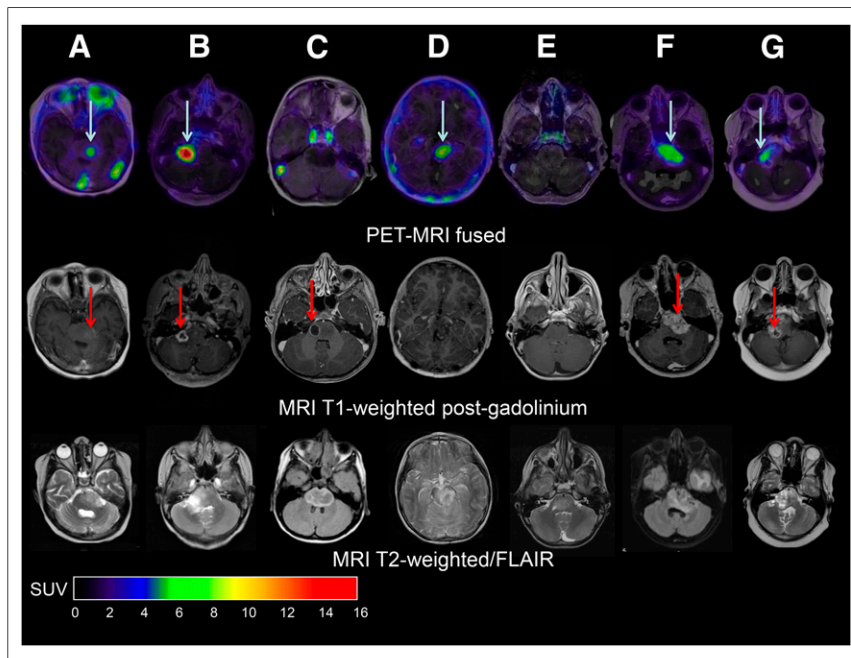 A B C D E F G
PET-MRI fused
MRI T1-weighted post-gadolinium
MRI T2-weighted/FLAIR
SUV
0 2 4 6 8 10 12 14 16